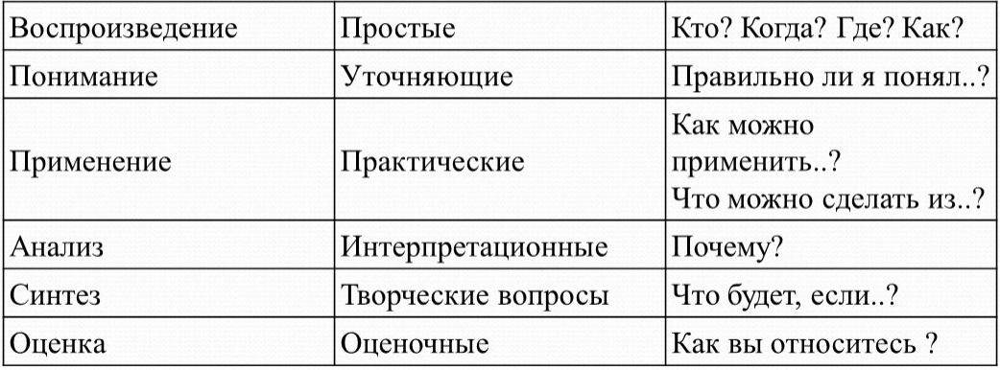 Воспроизведение Простые Кто? Когда? Где? Как?
Понимание Уточняющие Правильно ли я понял..?
Применение Практические Как можно
применить..?
Что можно сделать из..?
Анализ Интерпретационные Почему?
Синтез Творческие вопросы Что будет, если..?
Оценка Оценочные Как вы относитесь ?